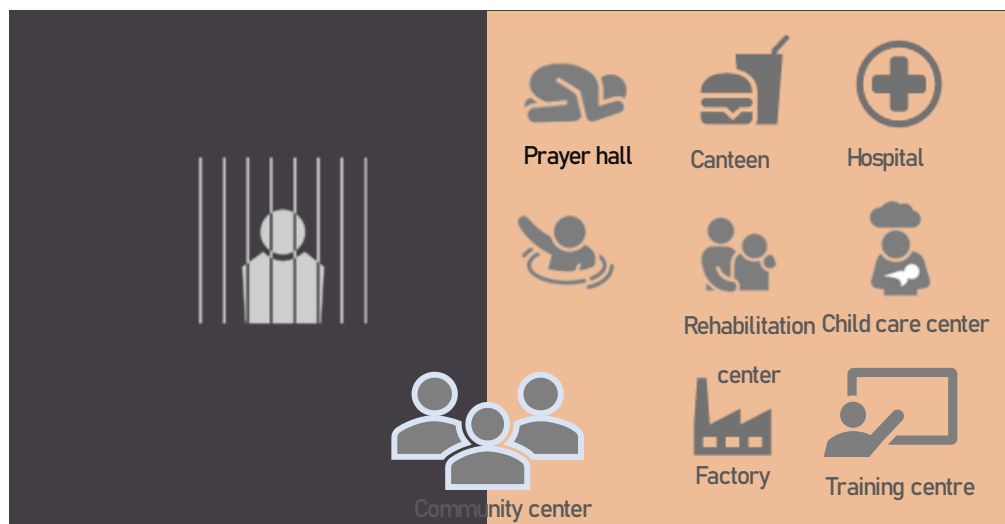 Prayer hall
Canteen
Hospital
Rehabilitation
center
Child care center
Factory
Training centre
Community center